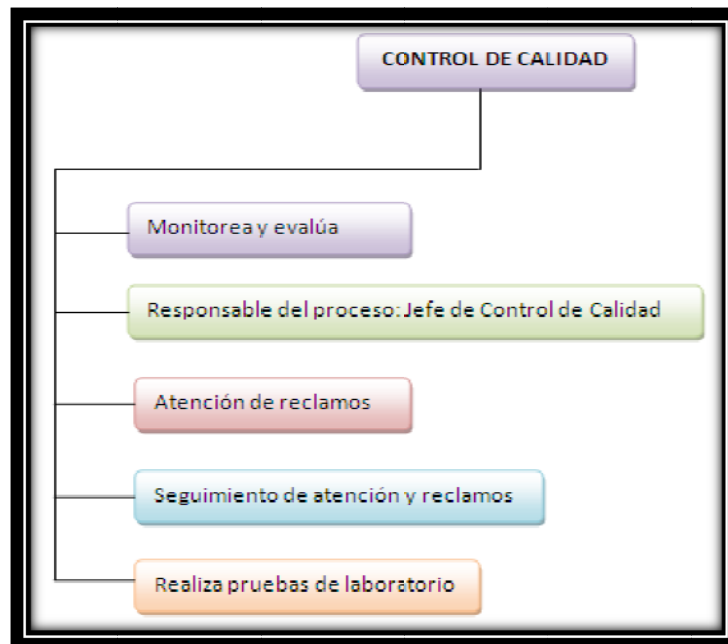 CONTROL DE CALIDAD
Monitorea y evalúa
Responsable del proceso: Jefe de Control de Calidad
Atención de reclamos
Seguimiento de atención y reclamos
Realiza pruebas de laboratorio